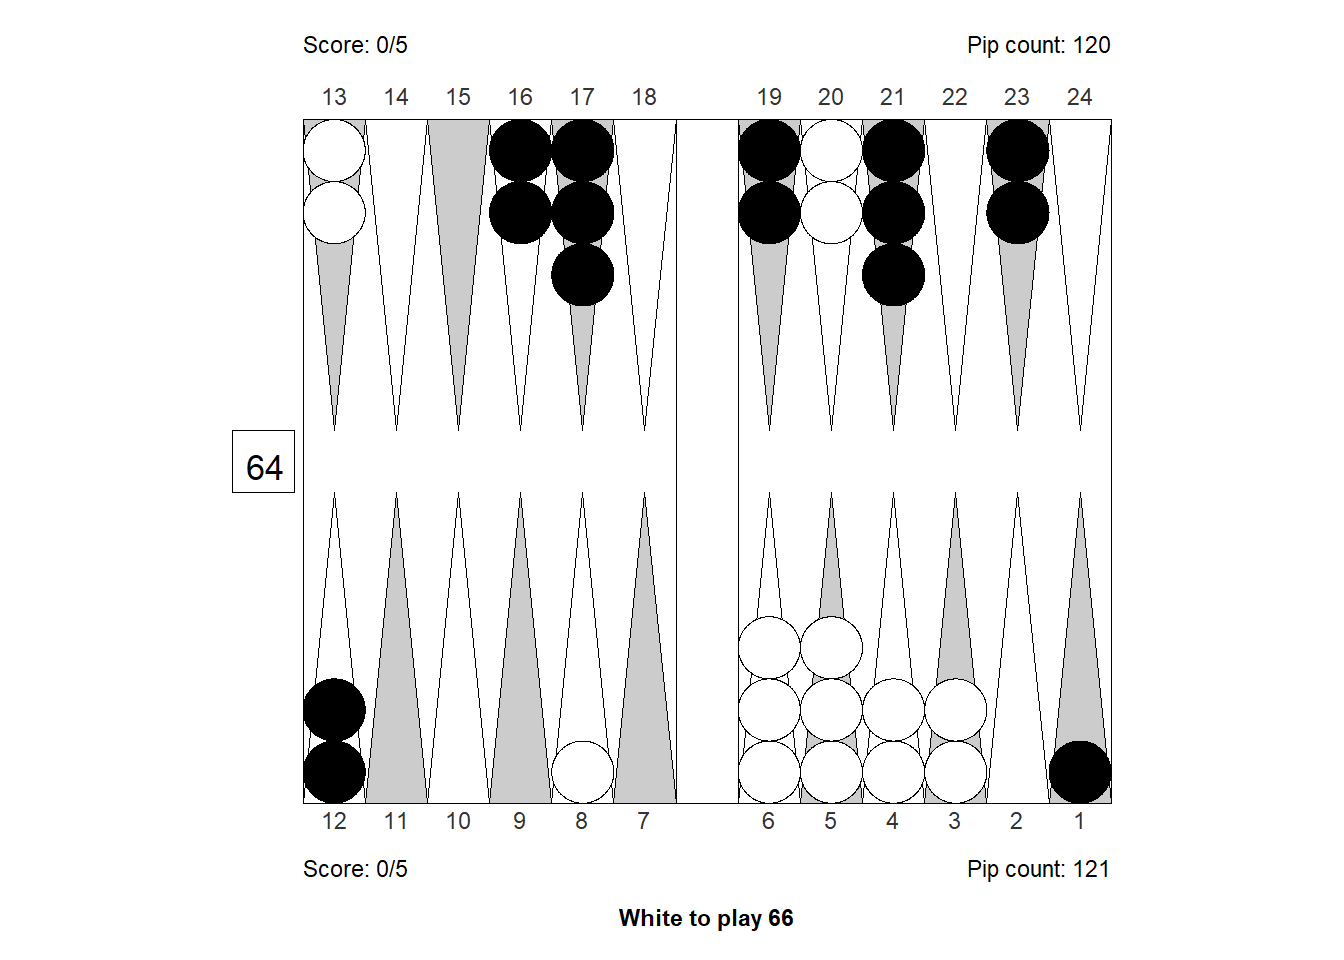 Score: 0/5 Pip count: 120
13 14 15 16 17 18 19 20 21 22 23 24
64
12 11 10 9 8 7 6 5 4 3 2 1
Score: 0/5 Pip count: 121
White to play 66